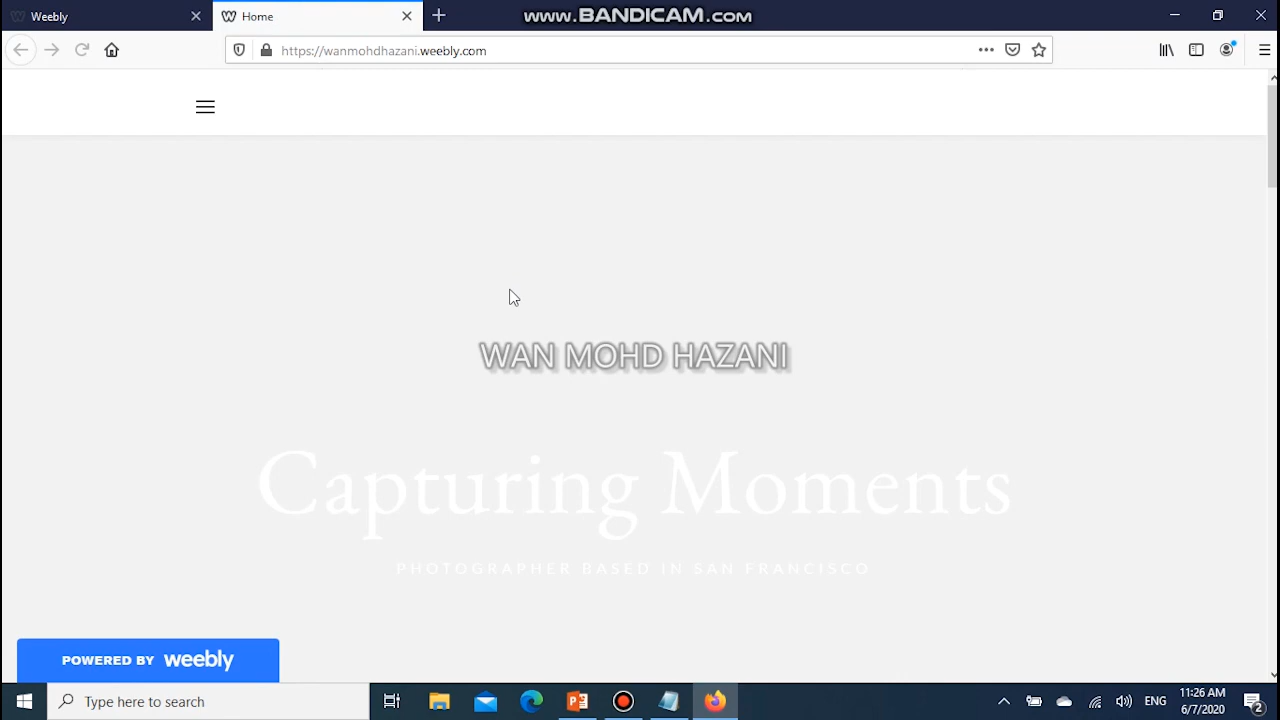 Weebly
Home
www.BANDICAM.com
https://wanmohdhazani.weebly.com
WAN MOHD HAZANI
Capturing Moments
PHOTOGRAPHER BASED IN SAN FRANCISCO
POWERED BY weebly
Type here to search
ENG
11:26 AM
6/7/2020
2